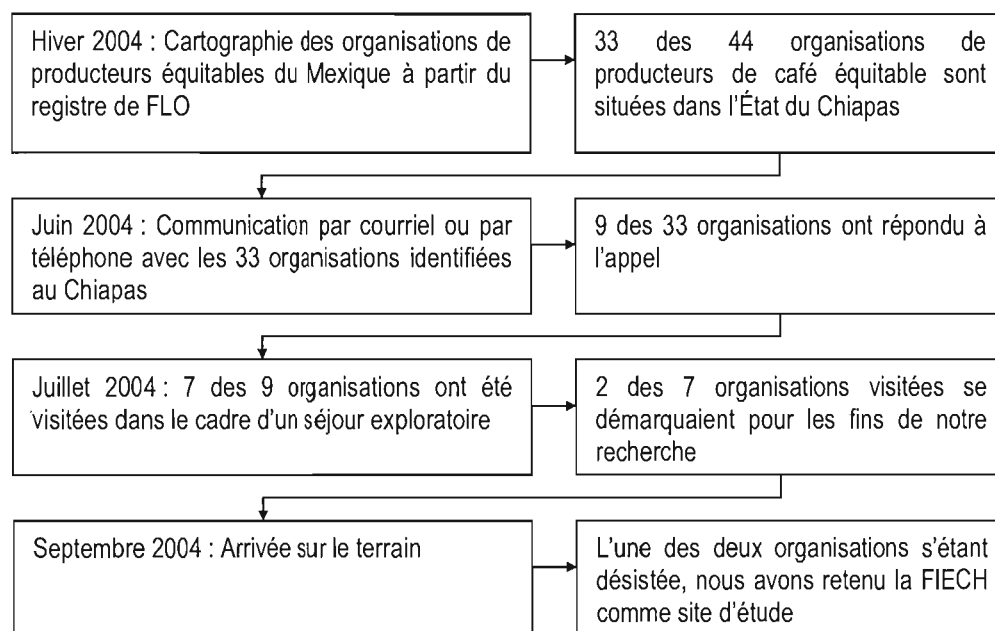 Hiver 2004 : Cartographie des organisations de
producteurs équitables du Mexique à partir du
registre de FLO
33 des 44 organisations de
producteurs de café équitable sont
situées dans l'État du Chiapas
Juin 2004 : Communication par courriel ou par
téléphone avec les 33 organisations identifiées
au Chiapas
9 des 33 organisations ont répondu à
l'appel
Juillet 2004 : 7 des 9 organisations ont été
visitées dans le cadre d'un séjour exploratoire
2 des 7 organisations visitées se
démarquaient pour les fins de notre
recherche
Septembre 2004 : Arrivée sur le terrain
L'une des deux organisations s'étant
désistée, nous avons retenu la FIECH
comme site d'étude